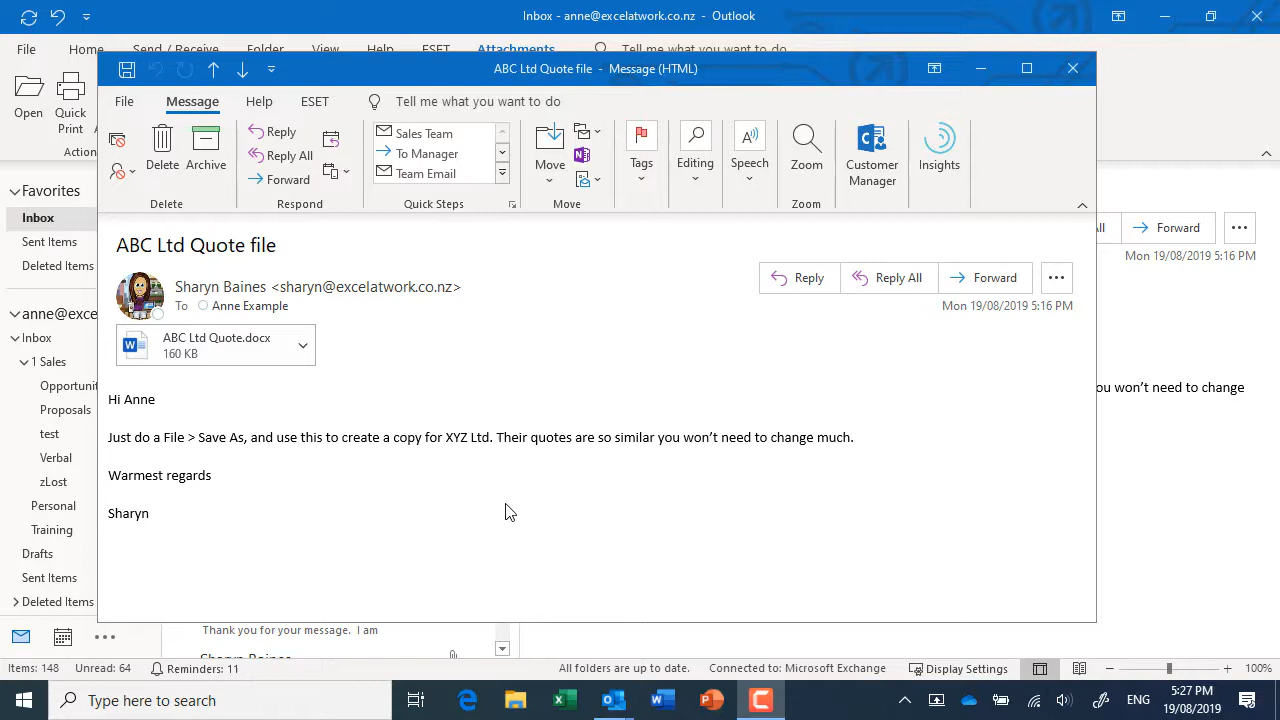 Inbox - anne@excelatwork.co.nz - Outlook
File Home Send / Receive Folder View Help ESET Attachments Tell me what you want to do
ABC Ltd Quote file - Message (HTML)
File Message Help ESET Tell me what you want to do
Open
Quick Print
Delete
Archive
Reply
Reply All
Forward
Sales Team
To Manager
Team Email
Move
Tags
Editing
Speech
Zoom
Customer Manager
Insights
Delete Respond Quick Steps Move Zoom
Favorites
Inbox
Sent Items
Deleted Items
Forward
Mon 19/08/2019 5:16 PM
ABC Ltd Quote file
Sharyn Baines <sharyn@excelatwork.co.nz>
To Anne Example
Reply Reply All Forward
Mon 19/08/2019 5:16 PM
ABC Ltd Quote.docx
160 KB
Hi Anne
Just do a File > Save As, and use this to create a copy for XYZ Ltd. Their quotes are so similar you won't need to change much.
Warmest regards
Sharyn
ou won't need to change
anne@exce
Inbox
1 Sales
Opportunit
Proposals
test
Verbal
zLost
Personal
Training
Drafts
Sent Items
Deleted Items
Thank you for your message. I am
Items: 148 Unread: 64 Reminders: 11 All folders are up to date. Connected to: Microsoft Exchange Display Settings 100%
Type here to search
ENG
5:27 PM
19/08/2019